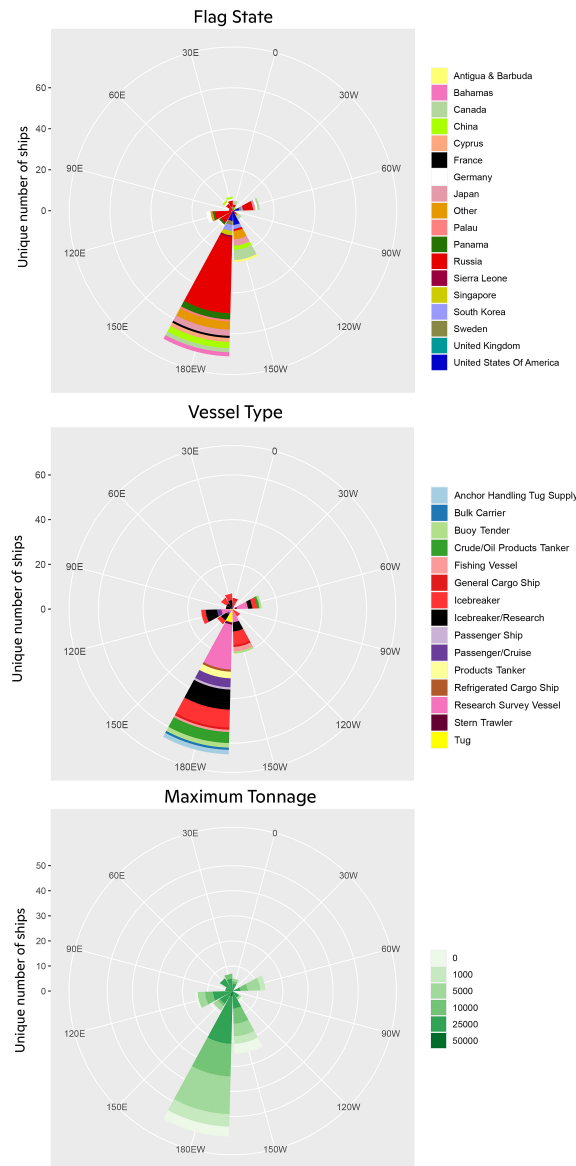 Flag State
Unique number of ships
60
40
20
0
30E
0
60E
30W
90E
60W
120E
90W
150E
120W
180EW
150W
Antigua & Barbuda
Bahamas
Canada
China
Cyprus
France
Germany
Japan
Other
Palau
Panama
Russia
Sierra Leone
Singapore
South Korea
Sweden
United Kingdom
United States Of America
Vessel Type
Unique number of ships
60
40
20
0
30E
0
60E
30W
90E
60W
120E
90W
150E
120W
180EW
150W
Anchor Handling Tug Supply
Bulk Carrier
Buoy Tender
Crude/Oil Products Tanker
Fishing Vessel
General Cargo Ship
Icebreaker
Icebreaker/Research
Passenger Ship
Passenger/Cruise
Products Tanker
Refrigerated Cargo Ship
Research Survey Vessel
Stern Trawler
Tug
Maximum Tonnage
Unique number of ships
50
40
30
20
10
0
30E
0
60E
30W
90E
60W
120E
90W
150E
120W
180EW
150W
0
1000
5000
10000
25000
50000